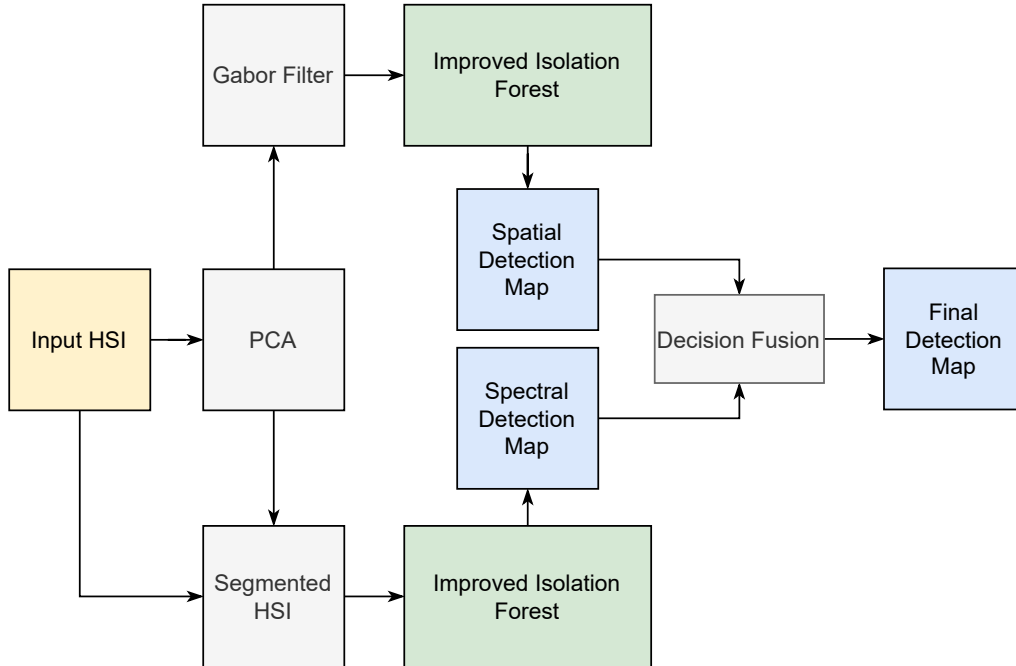 Gabor Filter
Improved Isolation
Forest
Spatial
Detection
Map
Input HSI
PCA
Decision Fusion
Final
Detection
Map
Spectral
Detection
Map
Segmented
HSI
Improved Isolation
Forest